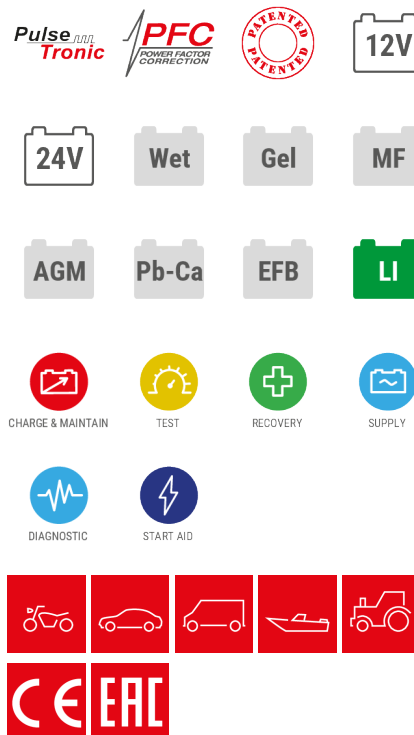 Pulse
Tronic
PFC
POWER FACTOR
CORRECTION
PATENTED
PATENTED
12V
24V
Wet
Gel
MF
AGM
Pb-Ca
EFB
LI
CHARGE & MAINTAIN
TEST
RECOVERY
SUPPLY
DIAGNOSTIC
START AID
CE
EAC